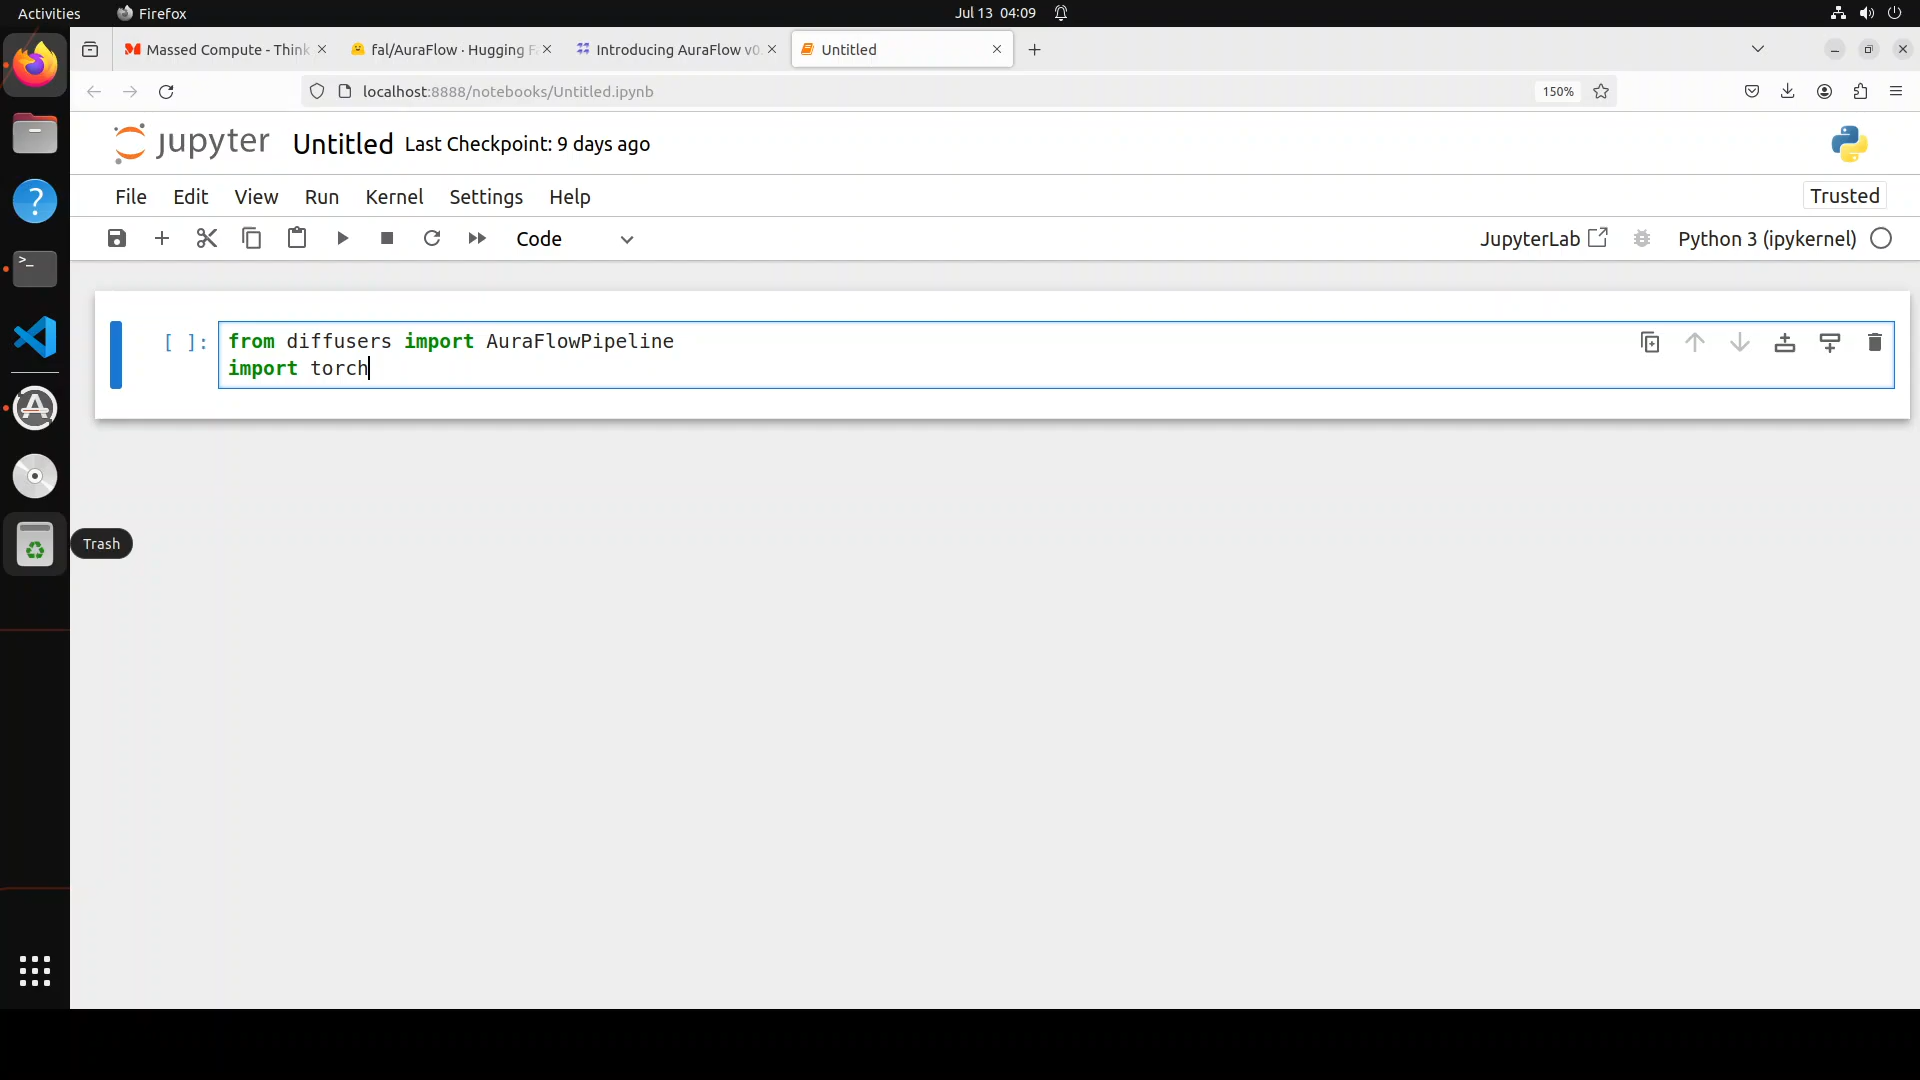 Activities Firefox Jul 13 04:09
Massed Compute - Think fal/AuraFlow · Hugging F Introducing AuraFlow v0. Untitled
localhost:8888/notebooks/Untitled.ipynb 150%
jupyter Untitled Last Checkpoint: 9 days ago
File Edit View Run Kernel Settings Help Trusted
Code JupyterLab Python 3 (ipykernel)
[ ]: from diffusers import AuraFlowPipeline
import torch
Trash